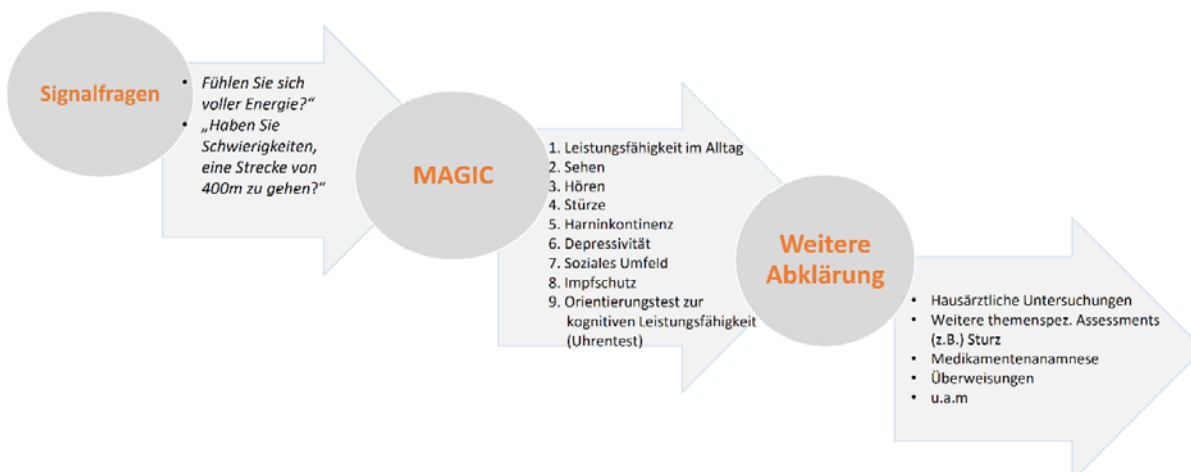 Signalfragen
• Fühlen Sie sich
voller Energie?“
• „Haben Sie
Schwierigkeiten,
eine Strecke von
400m zu gehen?“
MAGIC
1. Leistungsfähigkeit im Alltag
2. Sehen
3. Hören
4. Stürze
5. Harninkontinenz
6. Depressivität
7. Soziales Umfeld
8. Impfschutz
9. Orientierungstest zur
kognitiven Leistungsfähigkeit
(Uhrentest)
Weitere
Abklärung
• Hausärztliche Untersuchungen
• Weitere themenspez. Assessments
(z.B.) Sturz
• Medikamentenanamnese
• Überweisungen
• u.a.m